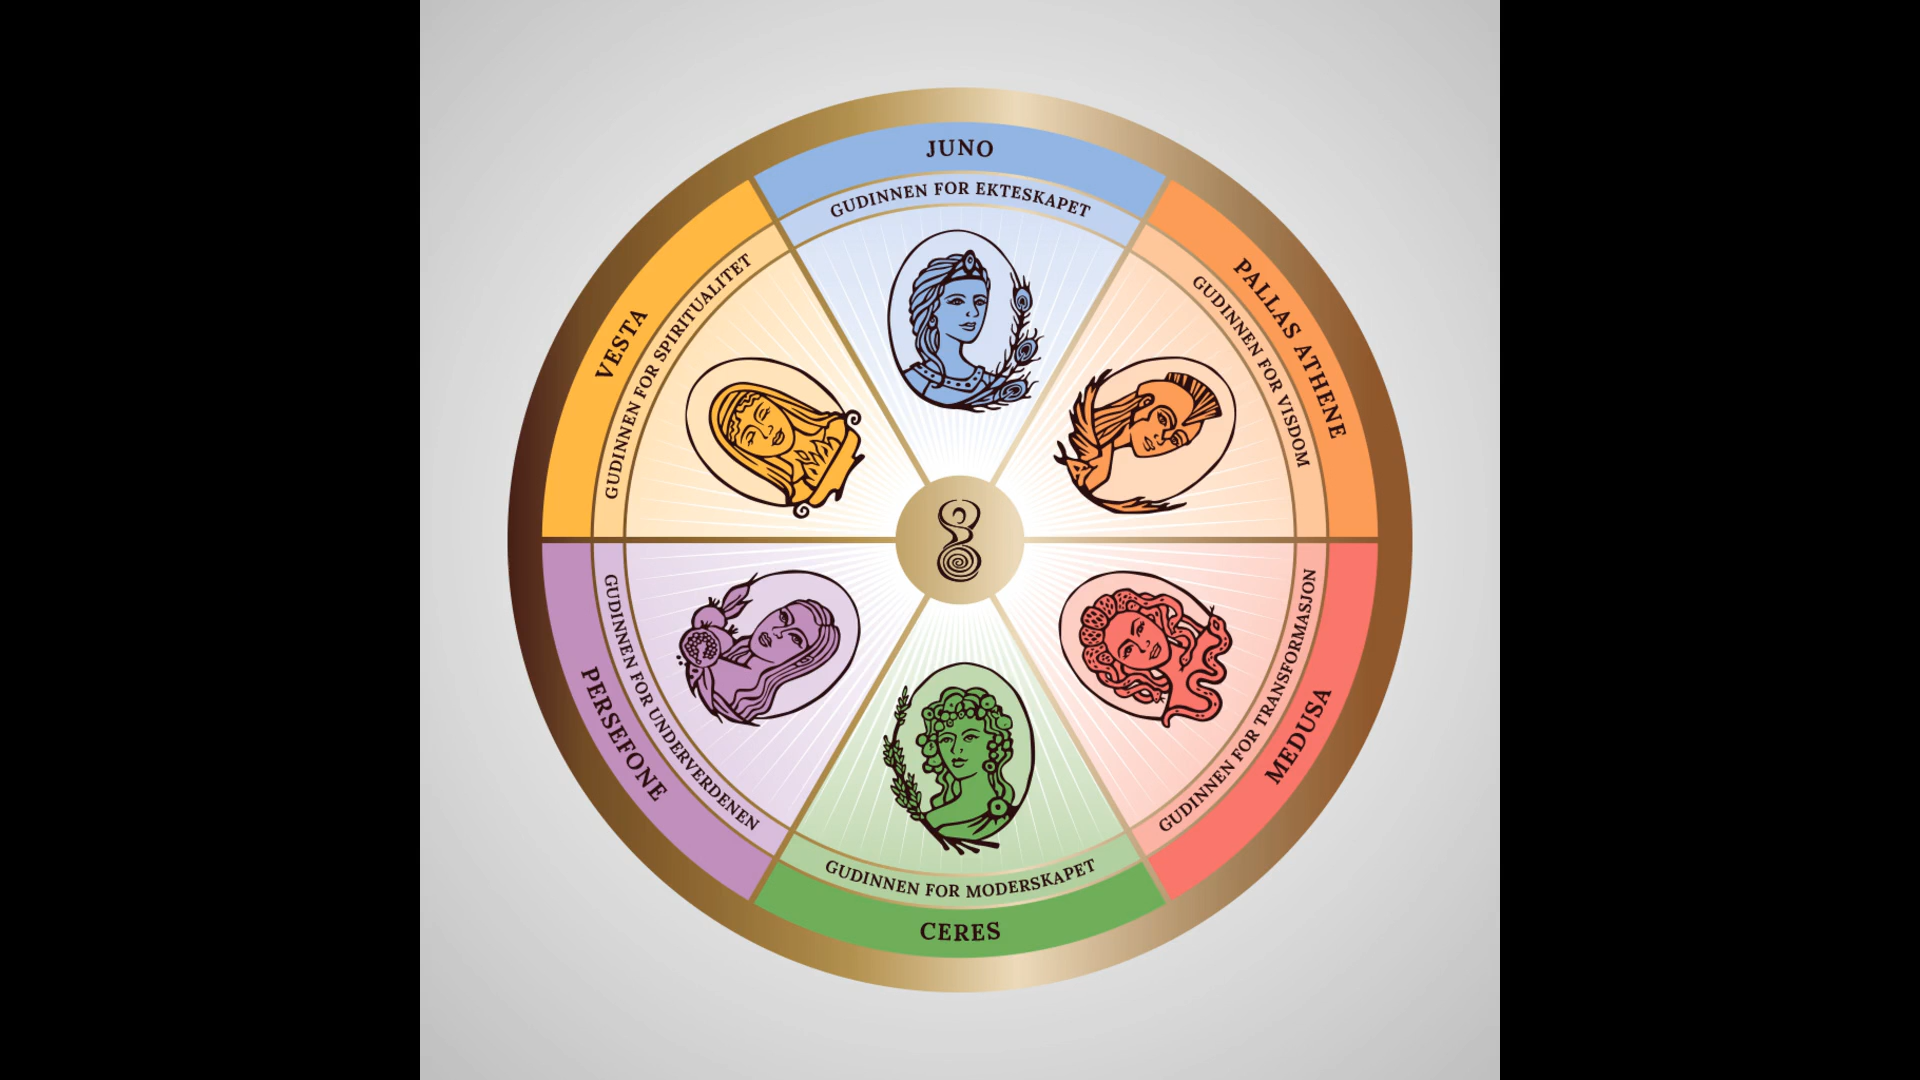 JUNO
GUDINNEN FOR EKTESKAPET
PALLAS ATHENE
GUDINNEN FOR VISDOM
MEDUSA
GUDINNEN FOR TRANSFORMASJON
CERES
GUDINNEN FOR MODERSKAPET
PERSEFONE
GUDINNEN FOR UNDERVERDENEN
VESTA
GUDINNEN FOR SPIRITUALITET